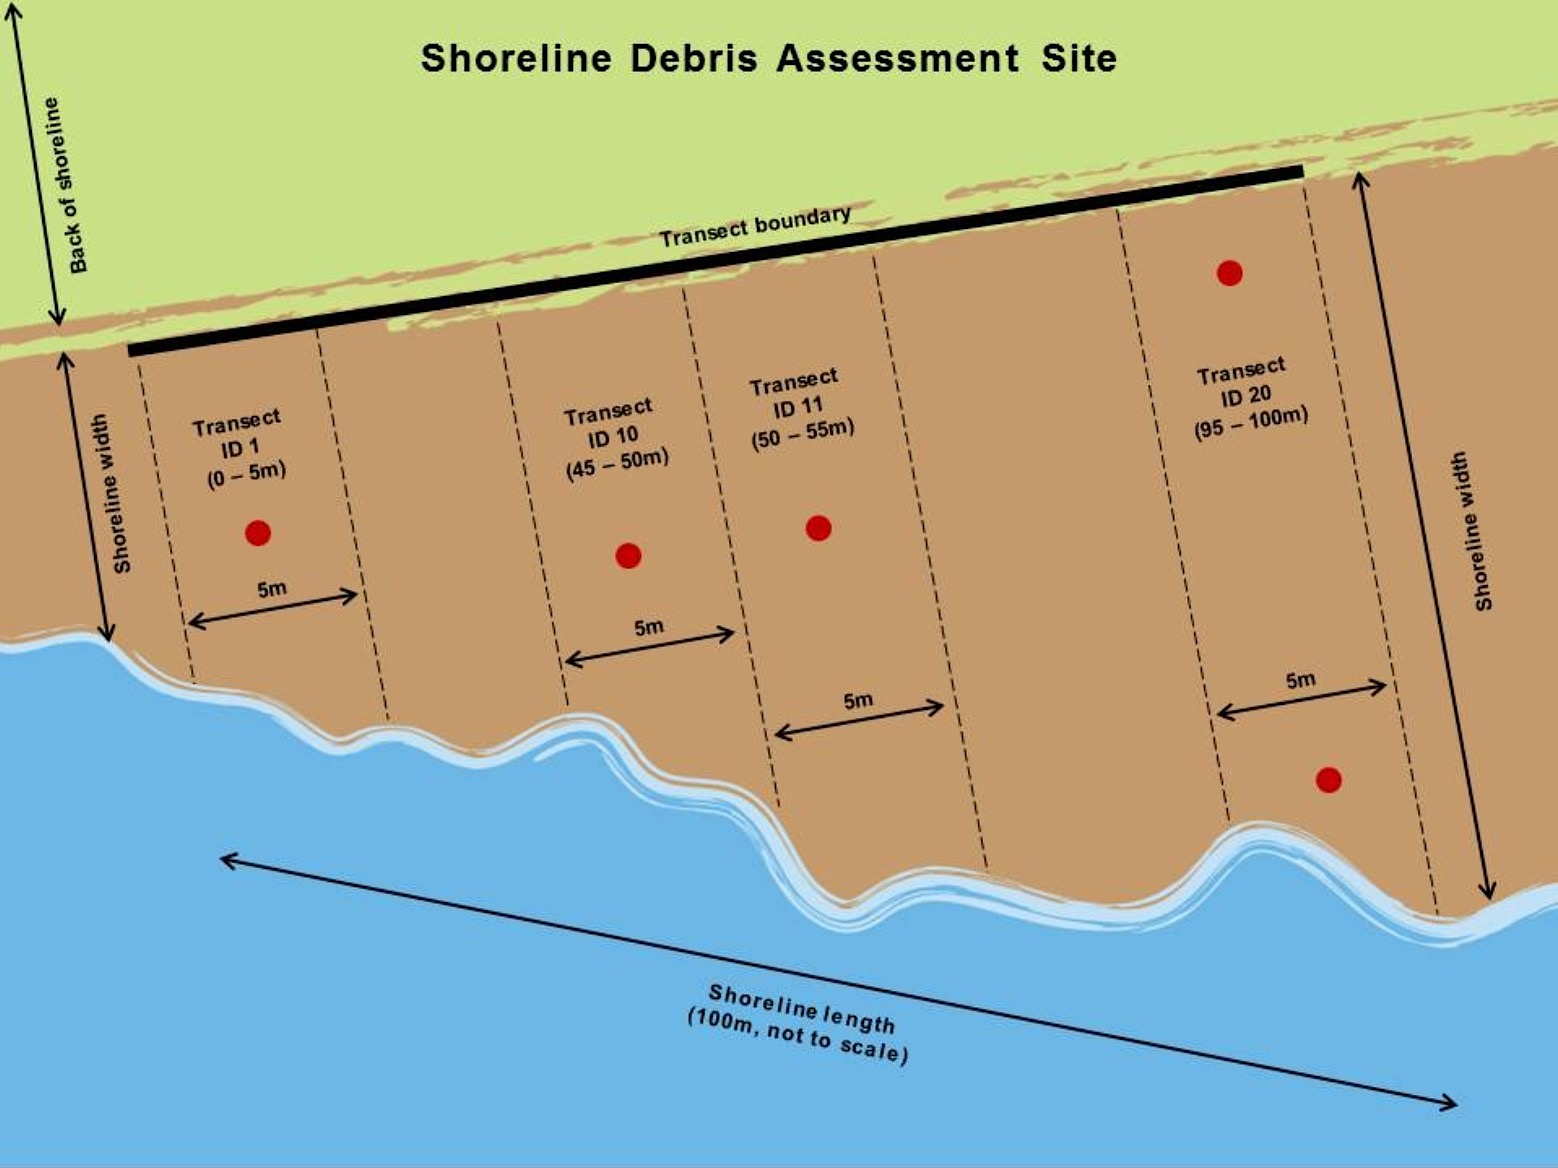 Shoreline Debris Assessment Site
Back of shoreline
Transect boundary
Shoreline width
Transect
ID 1
(0 – 5m)
5m
Transect
ID 10
(45 – 50m)
5m
Transect
ID 11
(50 – 55m)
5m
Transect
ID 20
(95 – 100m)
5m
Shoreline width
Shoreline length
(100m, not to scale)